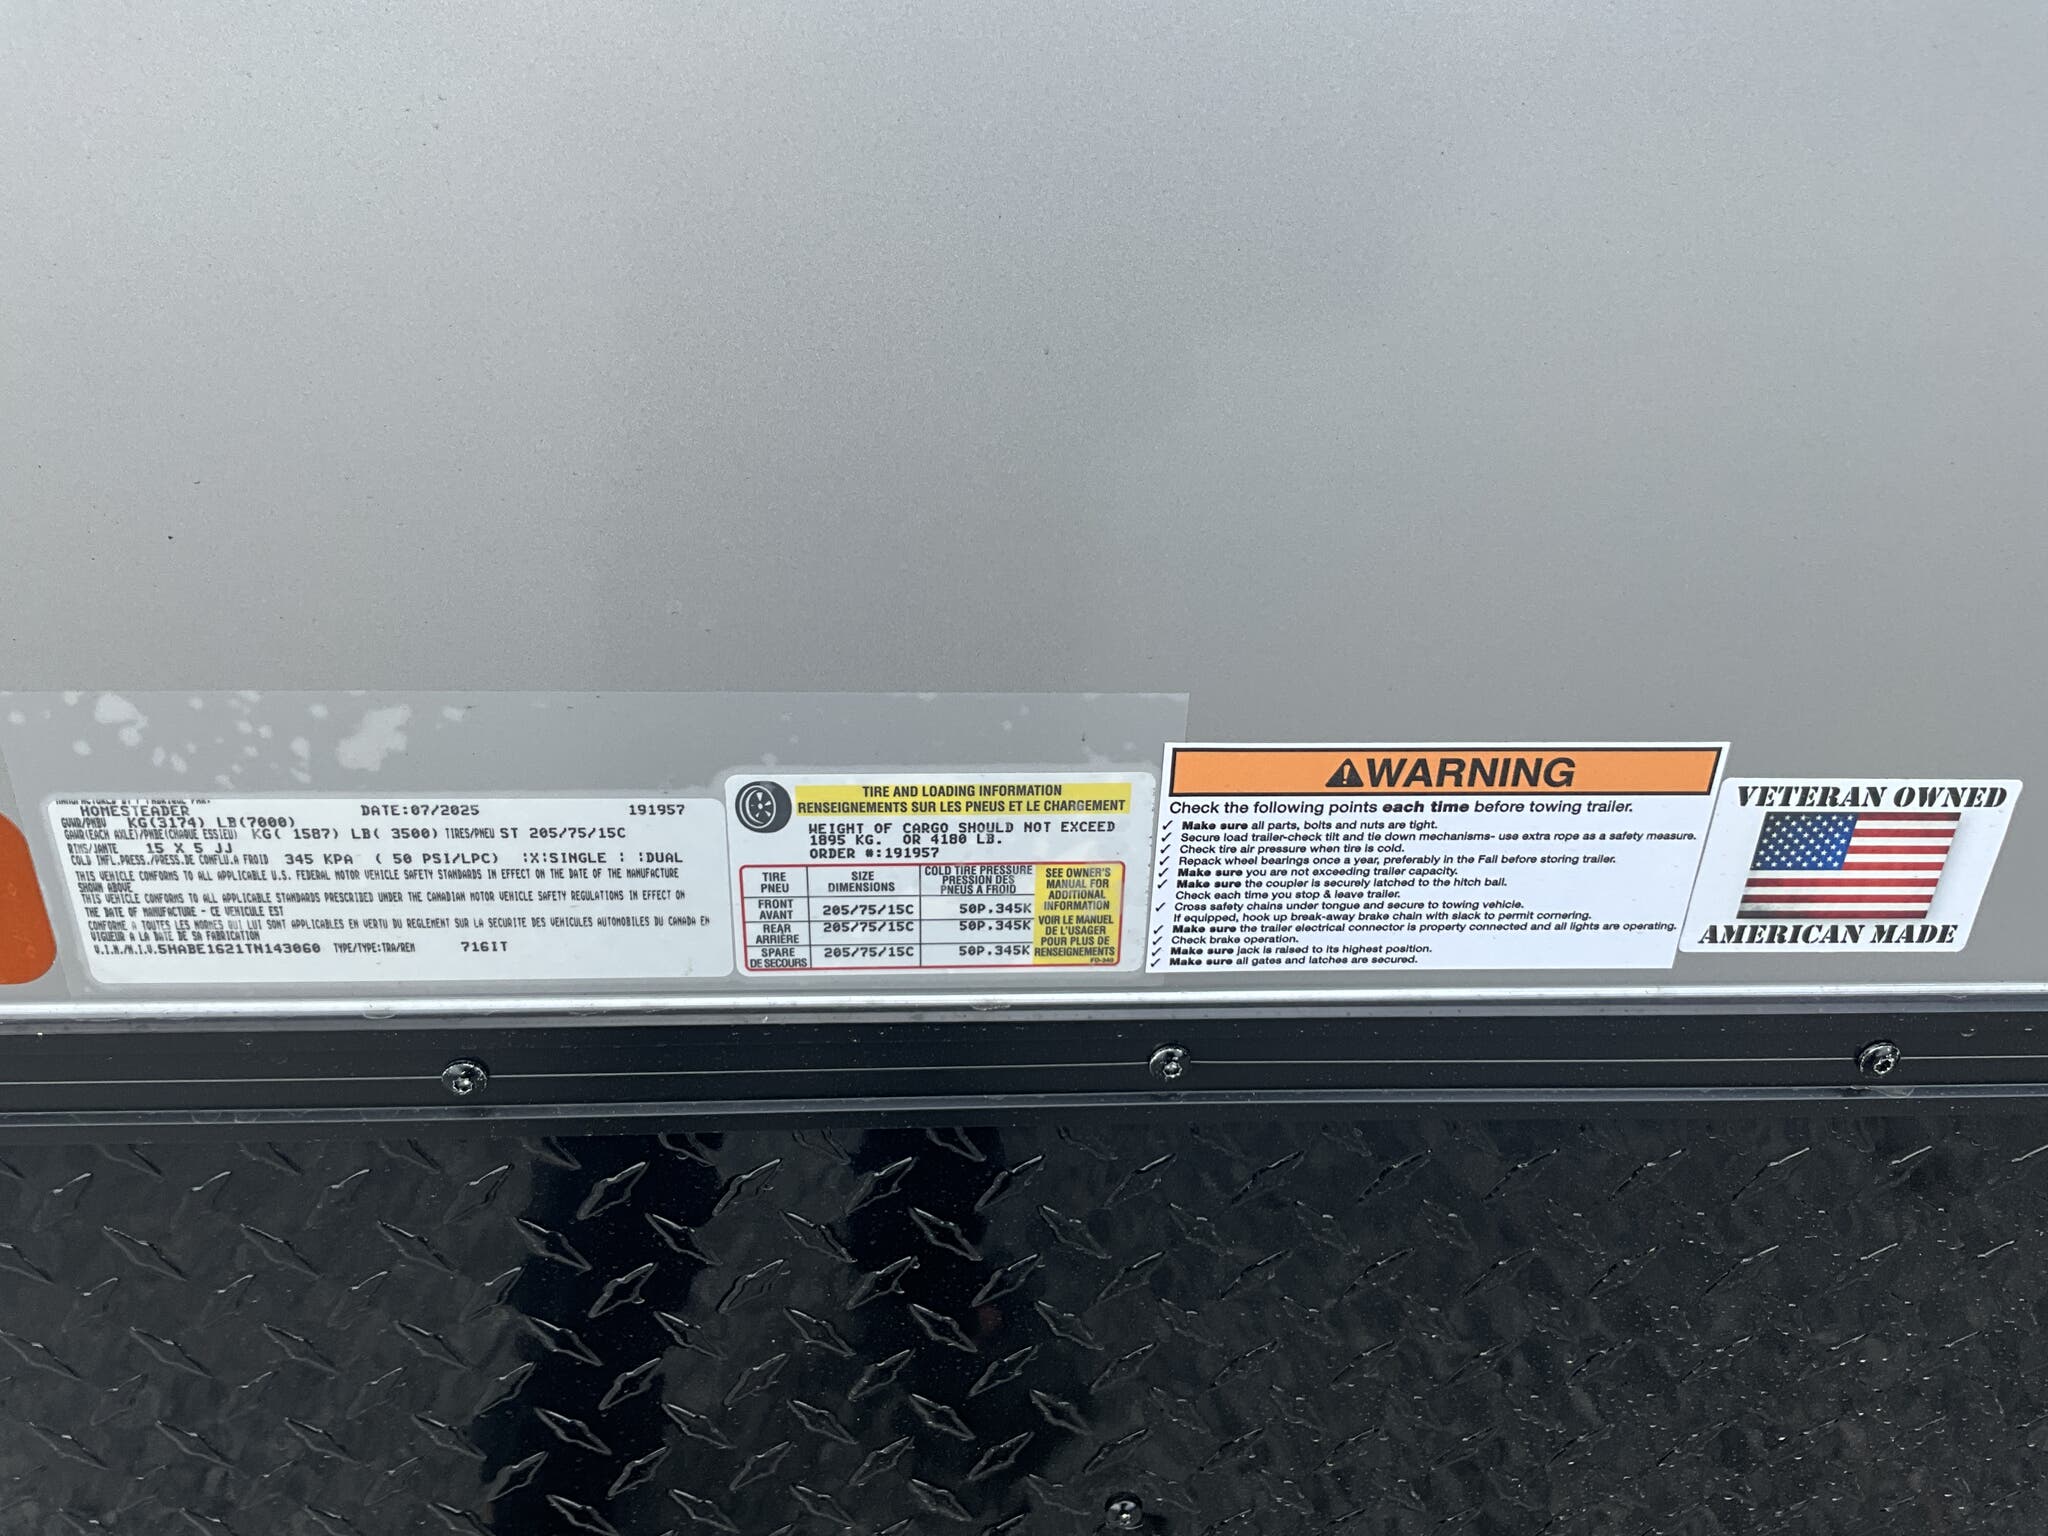 MANUFACTURED BY / FABRIQUE PAR:
HOMESTEADER DATE:07/2025 191957
GVWR/PNBV KG(3174) LB(7000)
GAWR(EACH AXLE)/PNBE(CHAQUE ESSIEU) KG( 1587) LB( 3500) TIRES/PNEU ST 205/75/15C
RIMS/JANTE 15 X 5 JJ
COLD INFL.PRESS./PRESS.DE CONFLU.A FROID 345 KPA ( 50 PSI/LPC) :X:SINGLE : :DUAL
THIS VEHICLE CONFORMS TO ALL APPLICABLE U.S. FEDERAL MOTOR VEHICLE SAFETY STANDARDS IN EFFECT ON THE DATE OF THE MANUFACTURE
SHOWN ABOVE
THIS VEHICLE CONFORMS TO ALL APPLICABLE STANDARDS PRESCRIBED UNDER THE CANADIAN MOTOR VEHICLE SAFETY REGULATIONS IN EFFECT ON
THE DATE OF MANUFACTURE - CE VEHICULE EST
CONFORME A TOUTES LES NORMES QUI LUI SONT APPLICABLES EN VERTU DU REGLEMENT SUR LA SECURITE DES VEHICULES AUTOMOBILES DU CANADA EN
VIGUEUR A LA DATE DE SA FABRICATION
V.I.N./N.I.V.5HABE1621TN143060 TYPE/TYPE:TRA/REM 716IT
TIRE AND LOADING INFORMATION
RENSEIGNEMENTS SUR LES PNEUS ET LE CHARGEMENT
WEIGHT OF CARGO SHOULD NOT EXCEED
1895 KG. OR 4180 LB.
ORDER #:191957
TIRE PNEU SIZE DIMENSIONS COLD TIRE PRESSURE PRESSION DES PNEUS A FROID
FRONT AVANT 205/75/15C 50P.345K
REAR ARRIÈRE 205/75/15C 50P.345K
SPARE DE SECOURS 205/75/15C 50P.345K
SEE OWNER'S
MANUAL FOR
ADDITIONAL
INFORMATION
VOIR LE MANUEL
DE L'USAGER
POUR PLUS DE
RENSEIGNEMENTS
FD-340
WARNING
Check the following points each time before towing trailer.
✓ Make sure all parts, bolts and nuts are tight.
✓ Secure load trailer-check tilt and tie down mechanisms- use extra rope as a safety measure.
✓ Check tire air pressure when tire is cold.
✓ Repack wheel bearings once a year, preferably in the Fall before storing trailer.
✓ Make sure you are not exceeding trailer capacity.
✓ Make sure the coupler is securely latched to the hitch ball.
Check each time you stop & leave trailer.
✓ Cross safety chains under tongue and secure to towing vehicle.
If equipped, hook up break-away brake chain with slack to permit cornering.
✓ Make sure the trailer electrical connector is properly connected and all lights are operating.
✓ Check brake operation.
✓ Make sure jack is raised to its highest position.
✓ Make sure all gates and latches are secured.
VETERAN OWNED
AMERICAN MADE